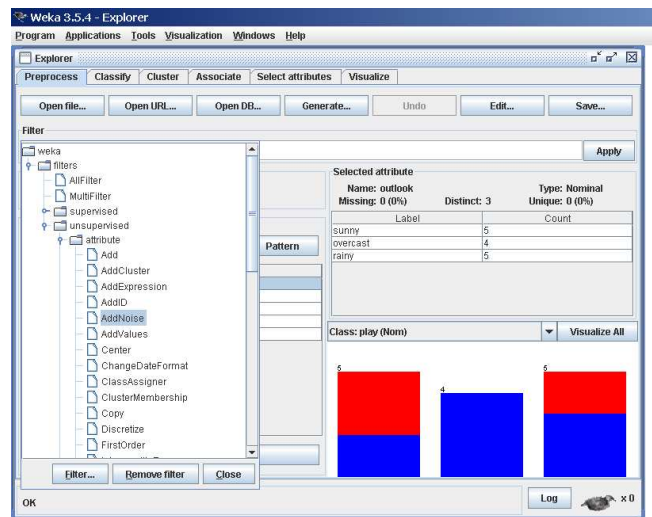 Weka 3.5.4 - Explorer
Program Applications Tools Visualization Windows Help
Explorer
Preprocess Classify Cluster Associate Select attributes Visualize
Open file... Open URL... Open DB... Generate... Undo Edit... Save...
Filter
weka
Apply
filters
AllFilter
MultiFilter
supervised
unsupervised
attribute
Add
AddCluster
AddExpression
AddID
AddNoise
AddValues
Center
ChangeDateFormat
ClassAssigner
ClusterMembership
Copy
Discretize
FirstOrder
Filter... Remove filter Close
Pattern
Selected attribute
Name: outlook Type: Nominal
Missing: 0 (0%) Distinct: 3 Unique: 0 (0%)
Label Count
sunny 5
overcast 4
rainy 5
Class: play (Nom) Visualize All
5 4 5
OK Log x 0